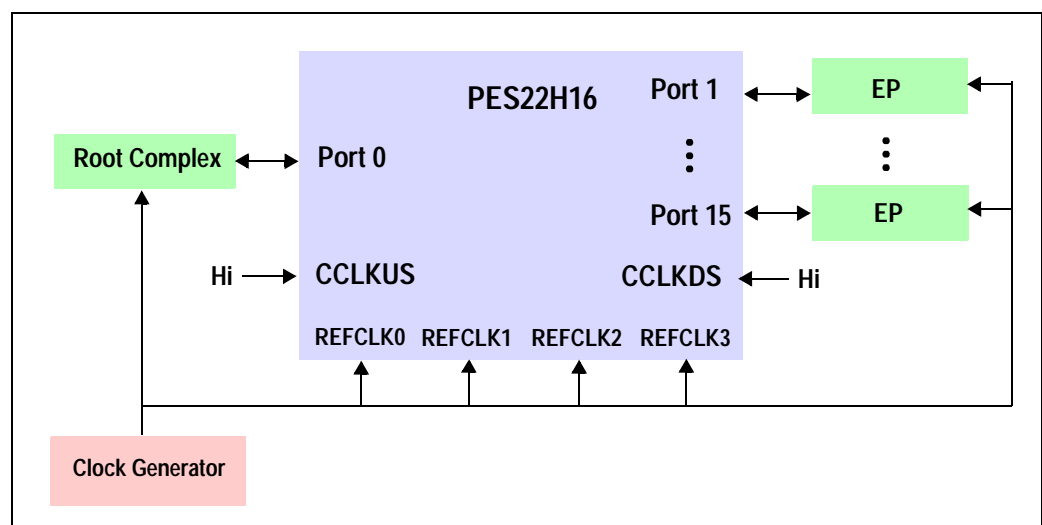 PES22H16
Port 1
EP
Root Complex
Port 0
Port 15
EP
Hi
CCLKUS
CCLKDS
Hi
REFCLK0 REFCLK1 REFCLK2 REFCLK3
Clock Generator